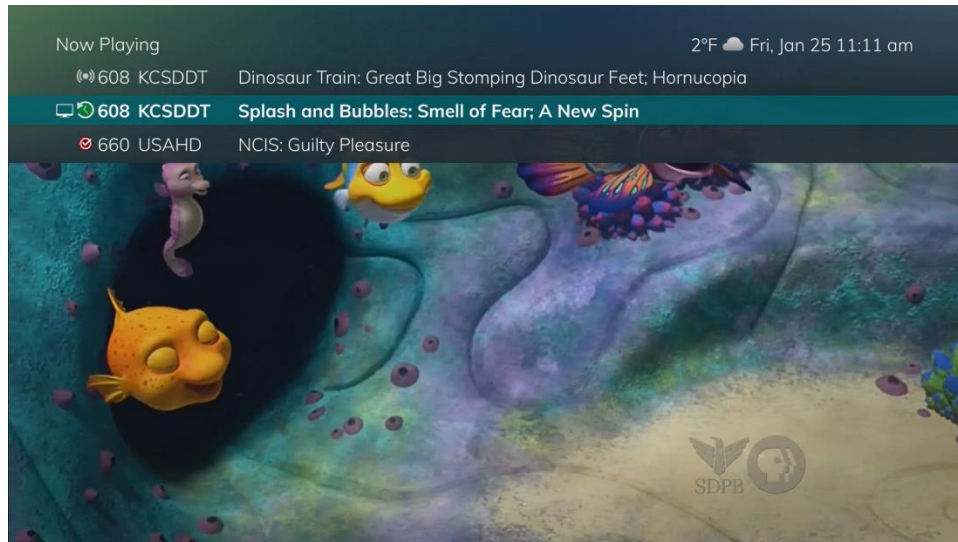 Now Playing 2°F Fri, Jan 25 11:11 am
608 KCSDDT Dinosaur Train: Great Big Stomping Dinosaur Feet; Hornucopia
608 KCSDDT Splash and Bubbles: Smell of Fear; A New Spin
660 USAHD NCIS: Guilty Pleasure
SDPB